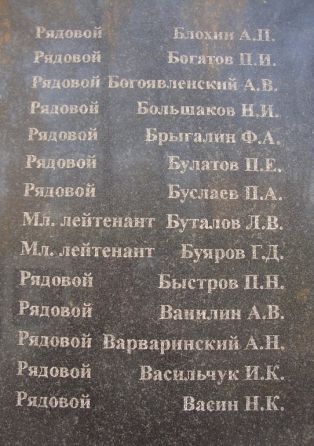 Рядовой Блохин А.П.
Рядовой Богатов П.И.
Рядовой Богоявленский А.В.
Рядовой Большаков Н.И.
Рядовой Брыгалин Ф.А.
Рядовой Булатов П.Е.
Рядовой Буслаев П.А.
Мл. лейтенант Буталов Л.В.
Мл. лейтенант Буяров Г.Д.
Рядовой Быстров П.Н.
Рядовой Ванилин А.В.
Рядовой Варваринский А.Н.
Рядовой Васильчук И.К.
Рядовой Васин Н.К.